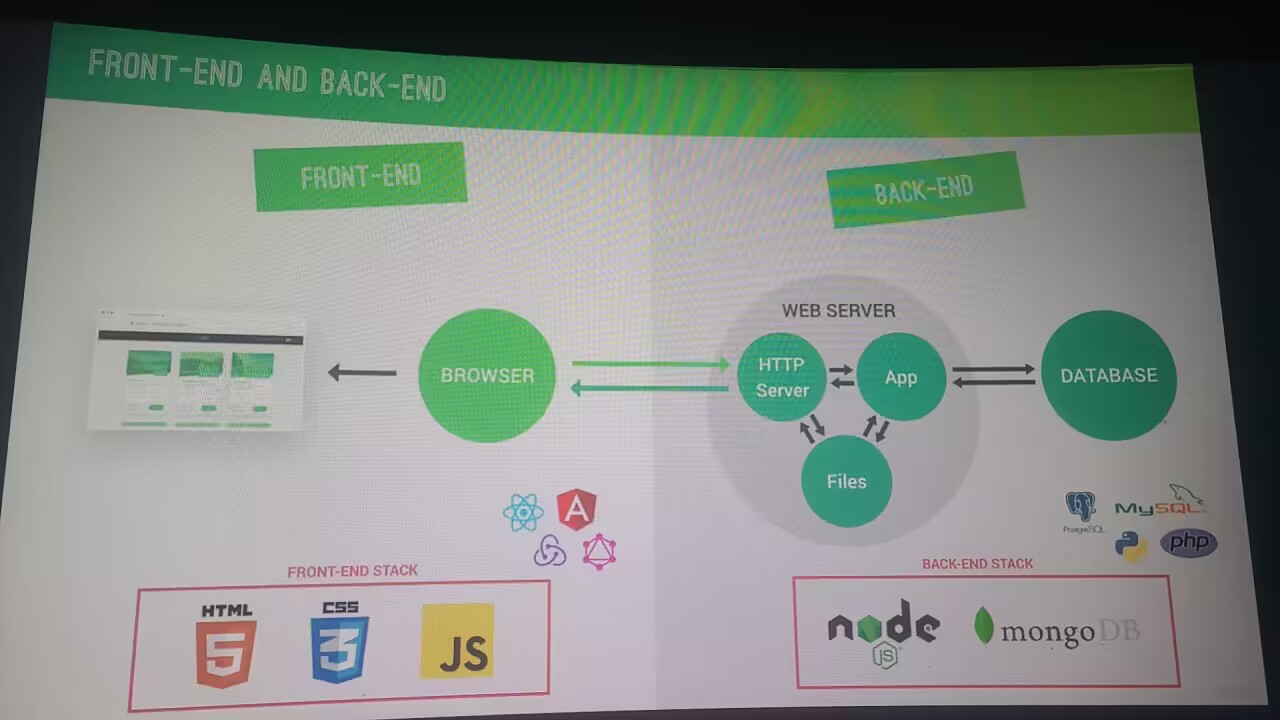 FRONT-END AND BACK-END
FRONT-END
BACK-END
WEB SERVER
BROWSER
HTTP
Server
App
DATABASE
Files
PostgreSQL
MySQL
php
FRONT-END STACK
HTML
5
CSS
3
JS
BACK-END STACK
node
JS
mongoDB